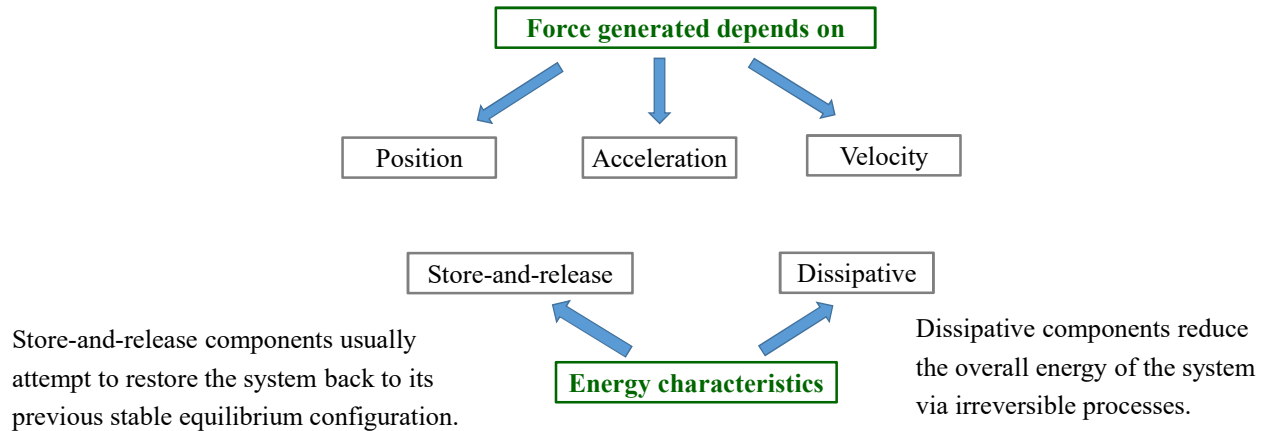 Force generated depends on
Position
Acceleration
Velocity
Store-and-release
Dissipative
Store-and-release components usually
attempt to restore the system back to its
previous stable equilibrium configuration.
Energy characteristics
Dissipative components reduce
the overall energy of the system
via irreversible processes.